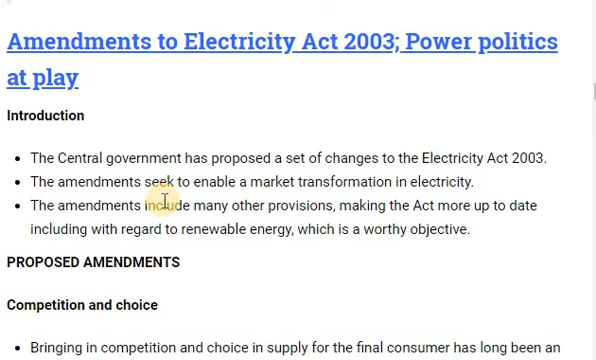 Amendments to Electricity Act 2003; Power politics
at play
Introduction
• The Central government has proposed a set of changes to the Electricity Act 2003.
• The amendments seek to enable a market transformation in electricity.
• The amendments include many other provisions, making the Act more up to date
including with regard to renewable energy, which is a worthy objective.
PROPOSED AMENDMENTS
Competition and choice
• Bringing in competition and choice in supply for the final consumer has long been an